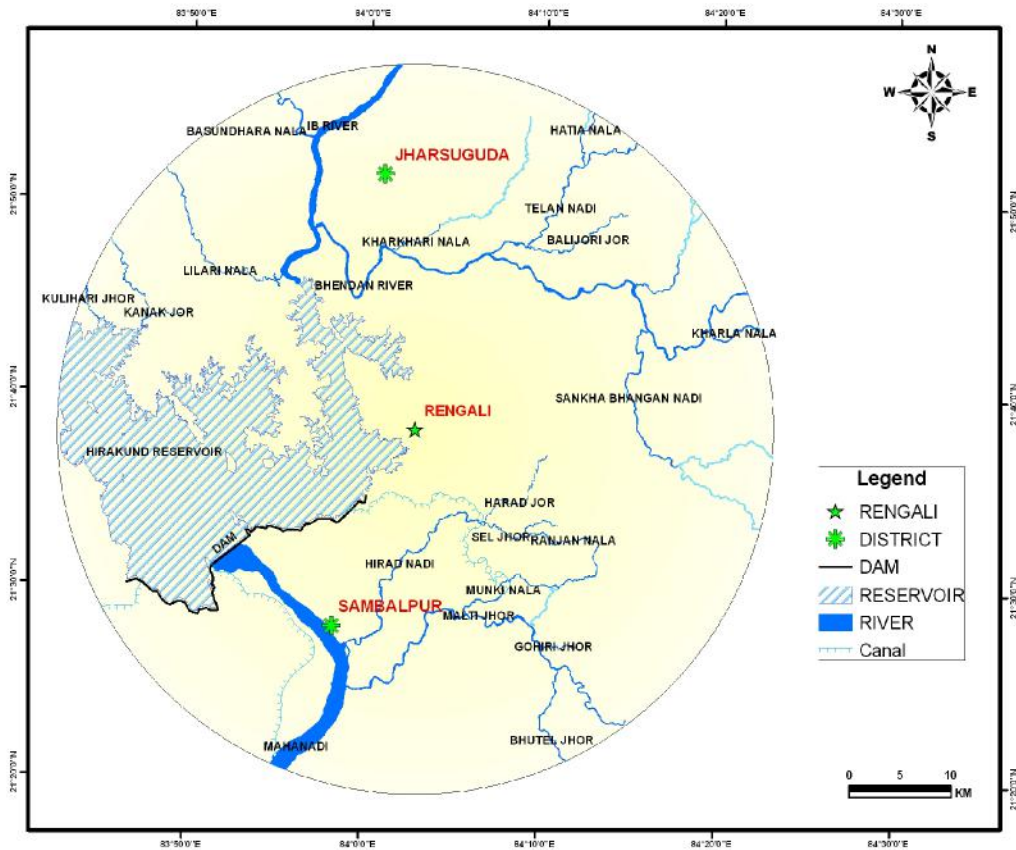 83°50'0"E
84°0'0"E
84°10'0"E
84°20'0"E
84°30'0"E
N
W
E
S
BASUNDHARA NALA
IB RIVER
HATIA NALA
JHARSUGUDA
21°50'0"N
21°50'0"N
TELAN NADI
KHARKHARI NALA
BALIJORI JOR
LILARI NALA
BHENDAN RIVER
KULIHARI JHOR
KANAK JOR
KHARLA NALA
21°40'0"N
21°40'0"N
SANKHA BHANGAN NADI
RENGALI
HIRAKUND RESERVOIR
HARAD JOR
DAM
SEL JHOR
RANJAN NALA
HIRAD NADI
21°30'0"N
21°30'0"N
MUNKI NALA
SAMBALPUR
MALTI JHOR
GOHIRI JHOR
BHUTEL JHOR
MAHANADI
21°20'0"N
21°20'0"N
Legend
RENGALI
DISTRICT
DAM
RESERVOIR
RIVER
Canal
0 5 10
KM
83°50'0"E
84°0'0"E
84°10'0"E
84°20'0"E
84°30'0"E